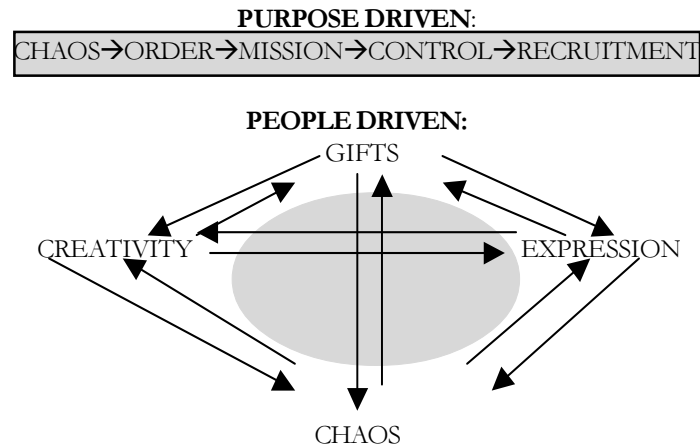 PURPOSE DRIVEN:
CHAOS→ORDER→MISSION→CONTROL→RECRUITMENT
PEOPLE DRIVEN:
GIFTS
CREATIVITY EXPRESSION
CHAOS